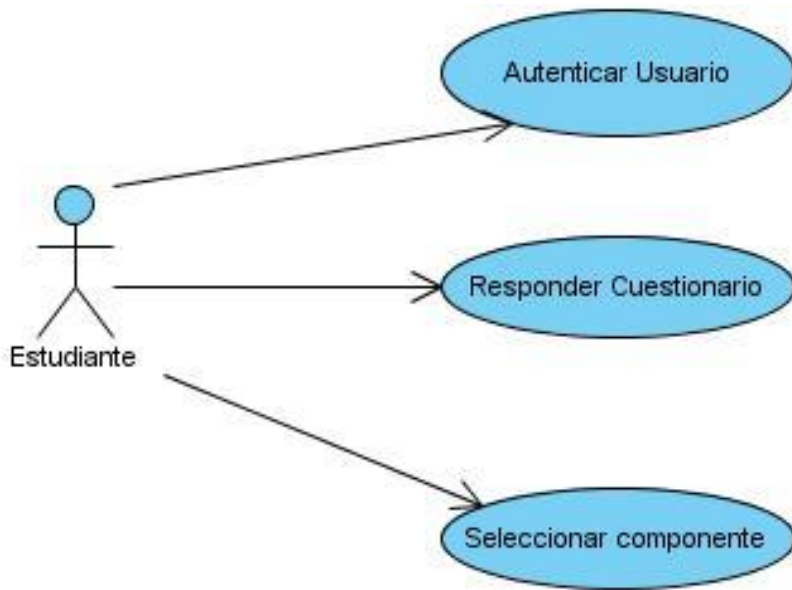 Autenticar Usuario
Responder Cuestionario
Estudiante
Seleccionar componente